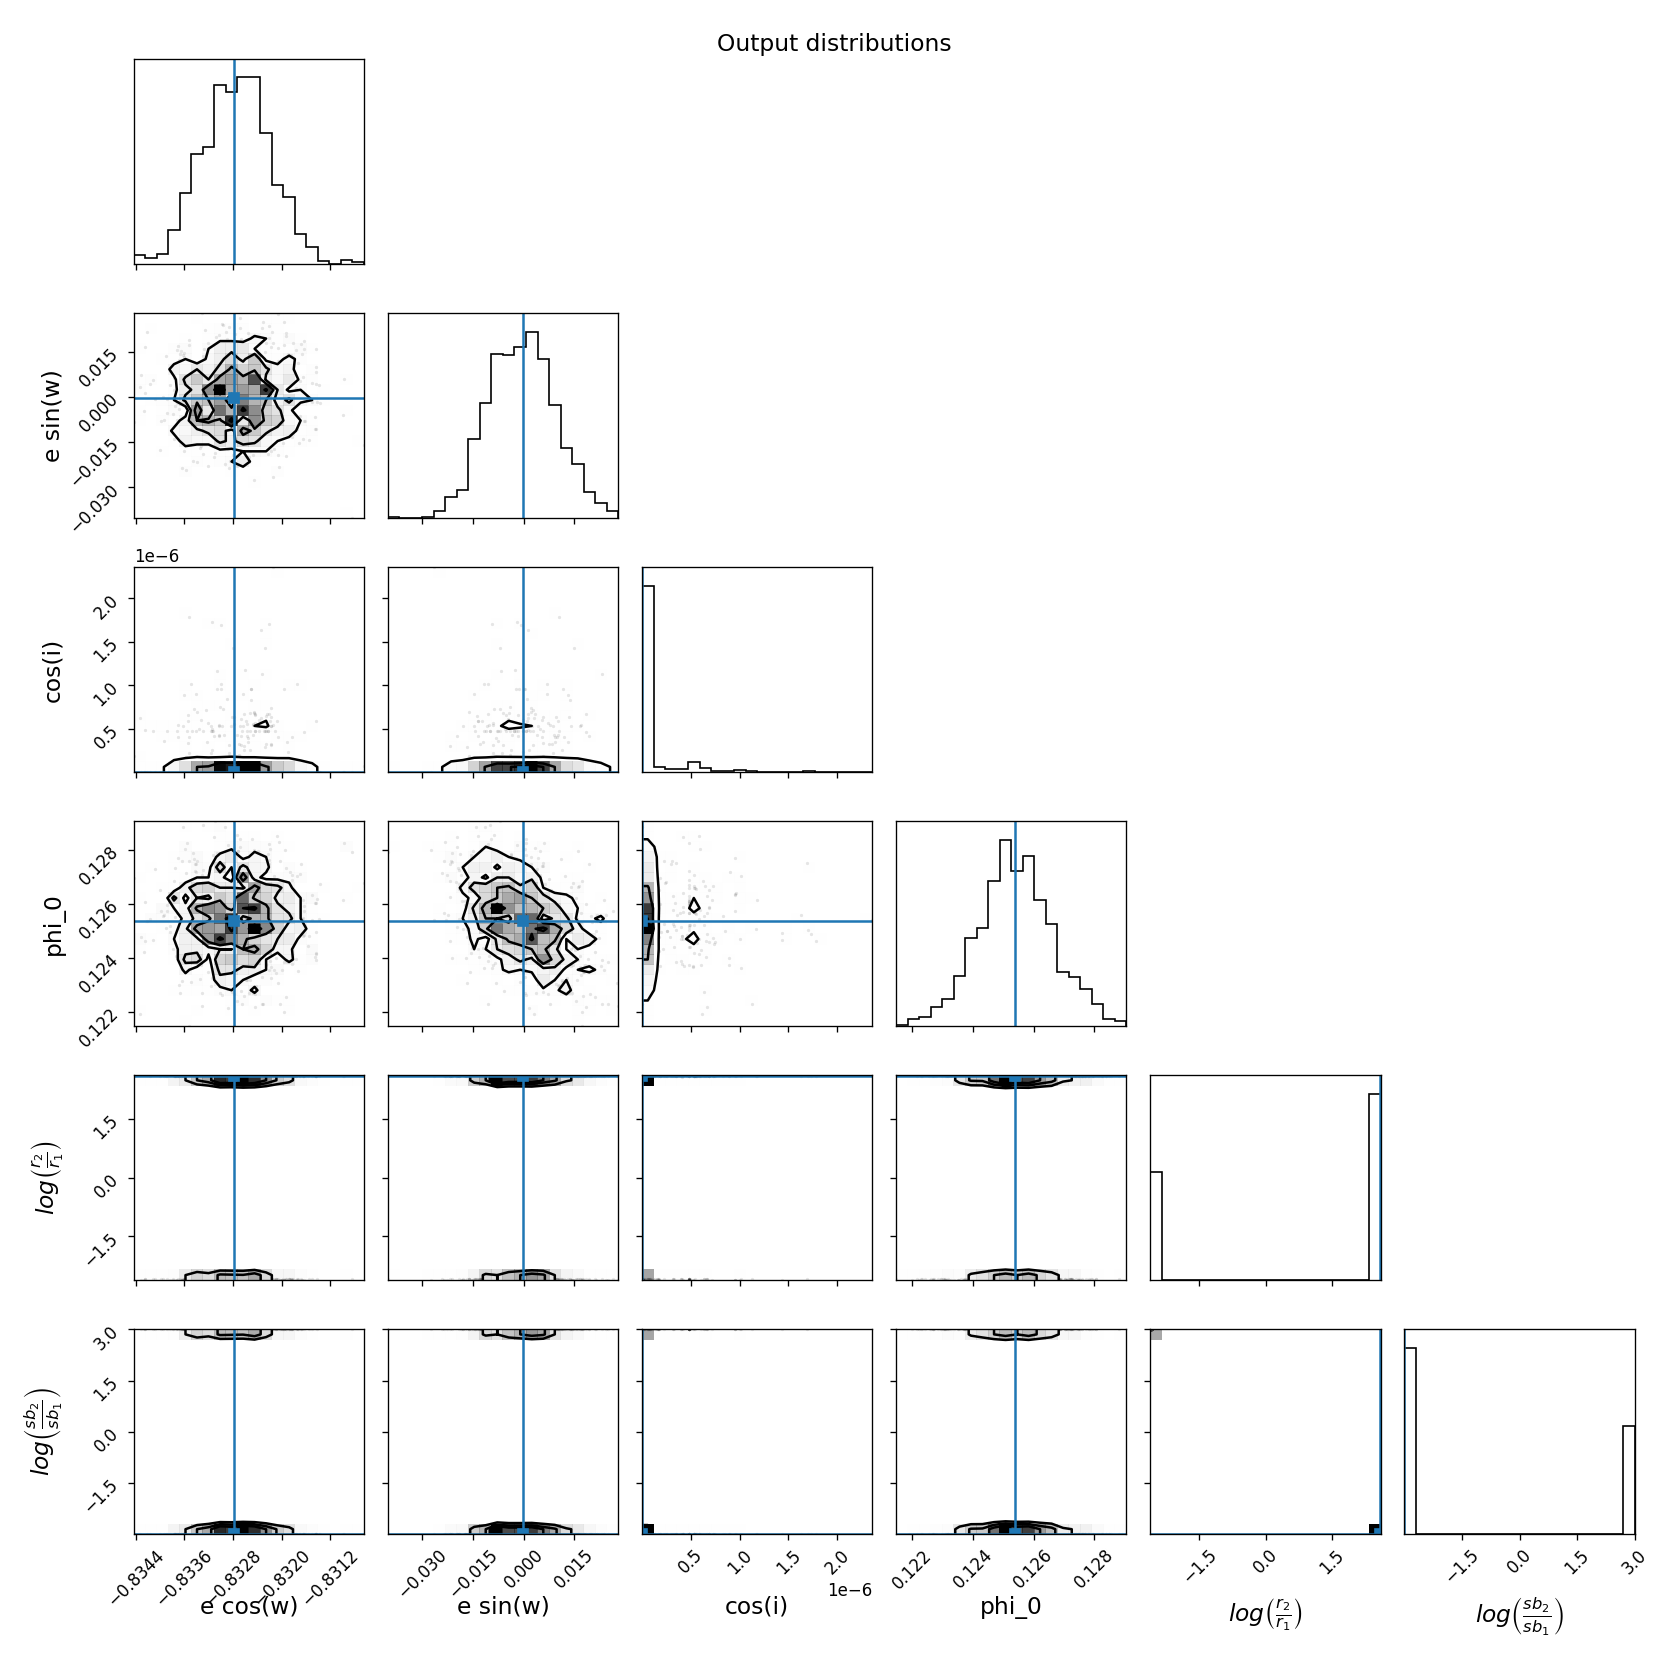 Output distributions
e sin(w)
0.015
0.000
−0.015
−0.030
1e−6
cos(i)
2.0
1.5
1.0
0.5
phi_0
0.128
0.126
0.124
0.122
log(r2/r1)
1.5
0.0
−1.5
log(sb2/sb1)
3.0
1.5
0.0
−1.5
−0.8344 −0.8336 −0.8328 −0.8320 −0.8312
e cos(w)
−0.030 −0.015 0.000 0.015
e sin(w)
0.5 1.0 1.5 2.0
1e−6
cos(i)
0.122 0.124 0.126 0.128
phi_0
−1.5 0.0 1.5
log(r2/r1)
−1.5 0.0 1.5 3.0
log(sb2/sb1)